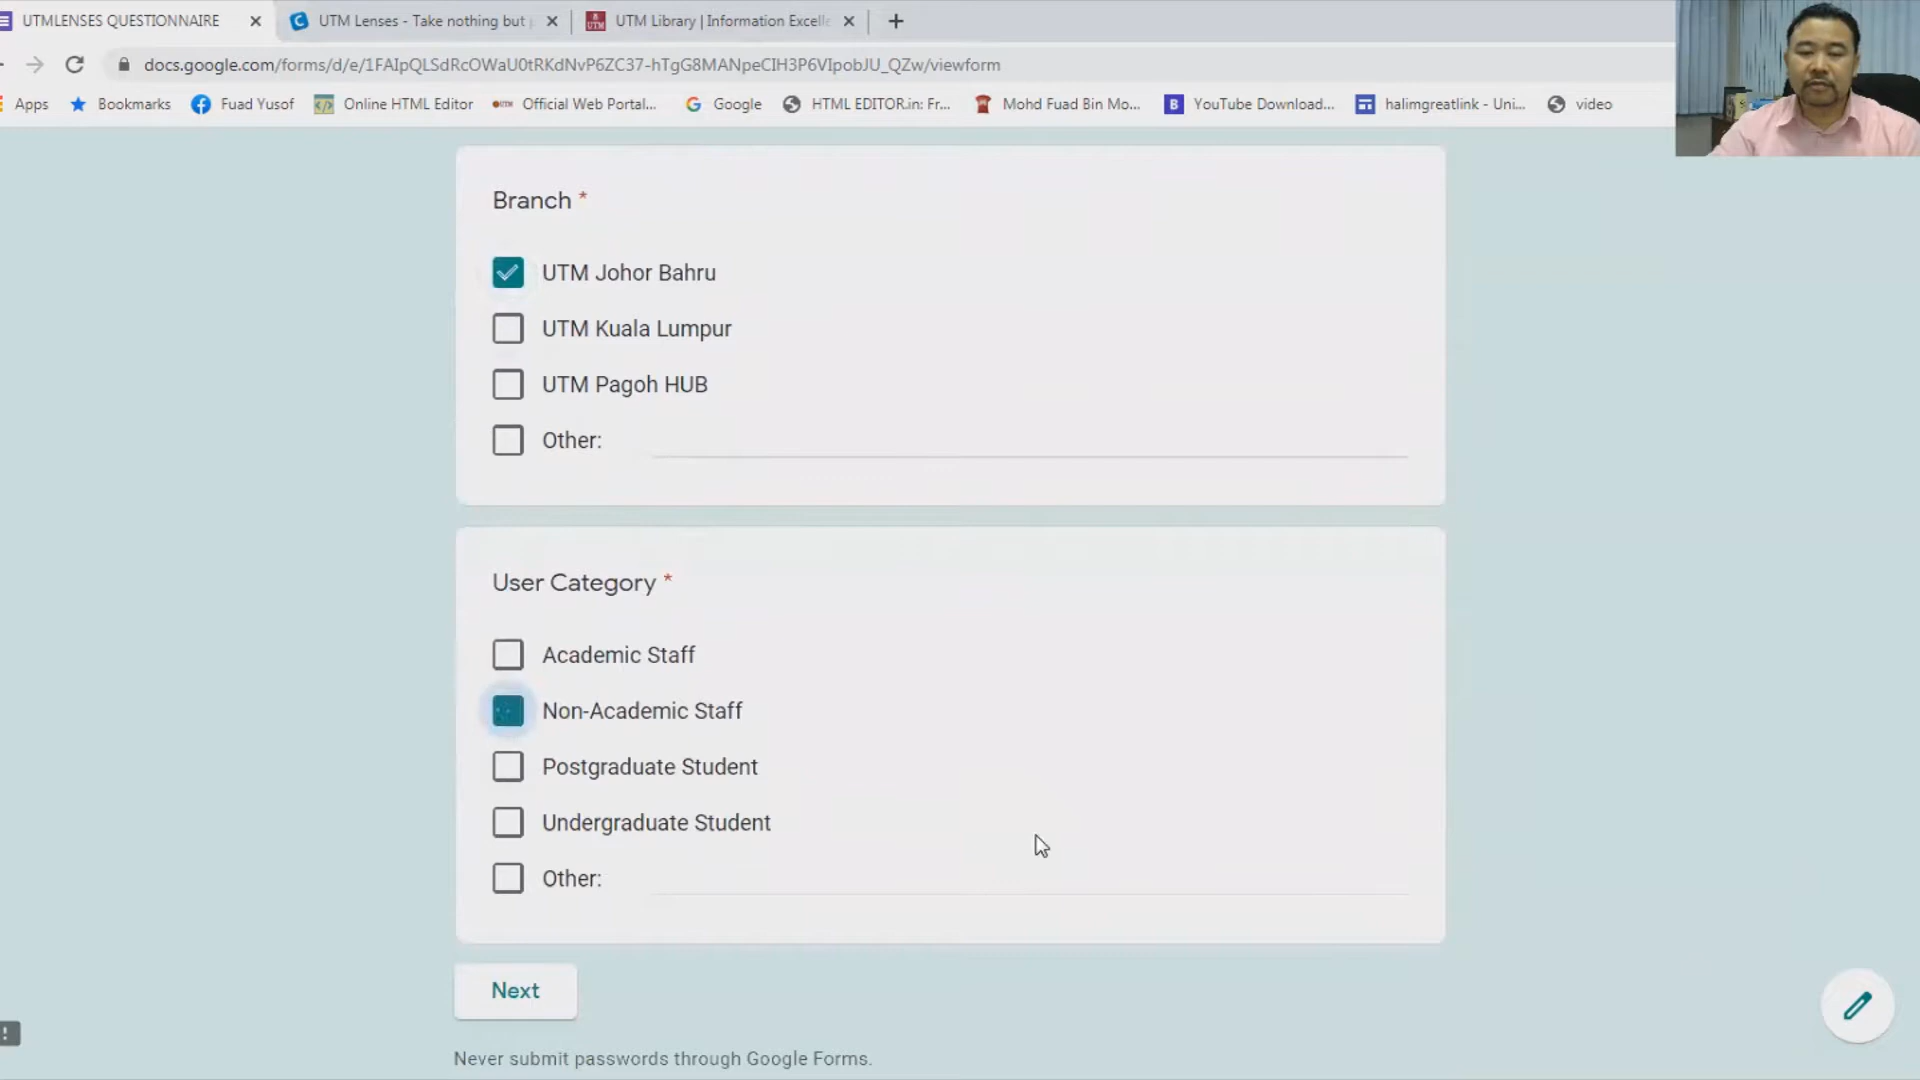 UTMLENSES QUESTIONNAIRE
UTM Lenses - Take nothing but
UTM Library | Information Excelle
docs.google.com/forms/d/e/1FAIpQLSdRcOWaU0tRKdNvP6ZC37-hTgG8MANpeCIH3P6VIpobJU_QZw/viewform
Apps
Bookmarks
Fuad Yusof
Online HTML Editor
Official Web Portal...
Google
HTML EDITOR.in: Fr...
Mohd Fuad Bin Mo...
YouTube Download...
halimgreatlink - Uni...
video
Branch *
UTM Johor Bahru
UTM Kuala Lumpur
UTM Pagoh HUB
Other:
User Category *
Academic Staff
Non-Academic Staff
Postgraduate Student
Undergraduate Student
Other:
Next
Never submit passwords through Google Forms.